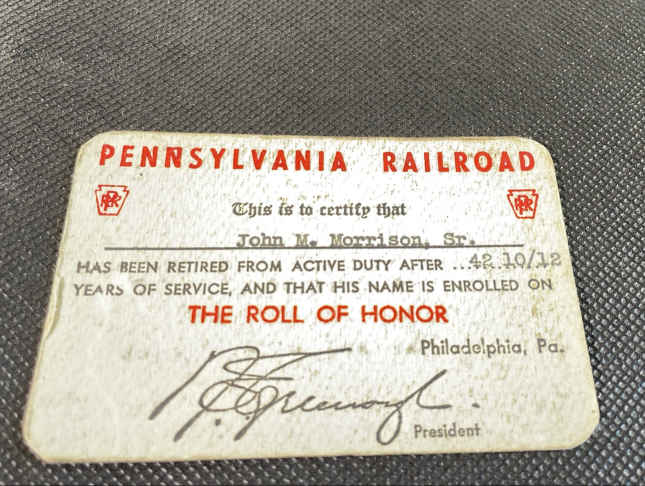 PENNSYLVANIA RAILROAD
PRR PRR
This is to certify that
John M. Morrison, Sr.
HAS BEEN RETIRED FROM ACTIVE DUTY AFTER ...42 10/12
YEARS OF SERVICE, AND THAT HIS NAME IS ENROLLED ON
THE ROLL OF HONOR
Philadelphia, Pa.
President